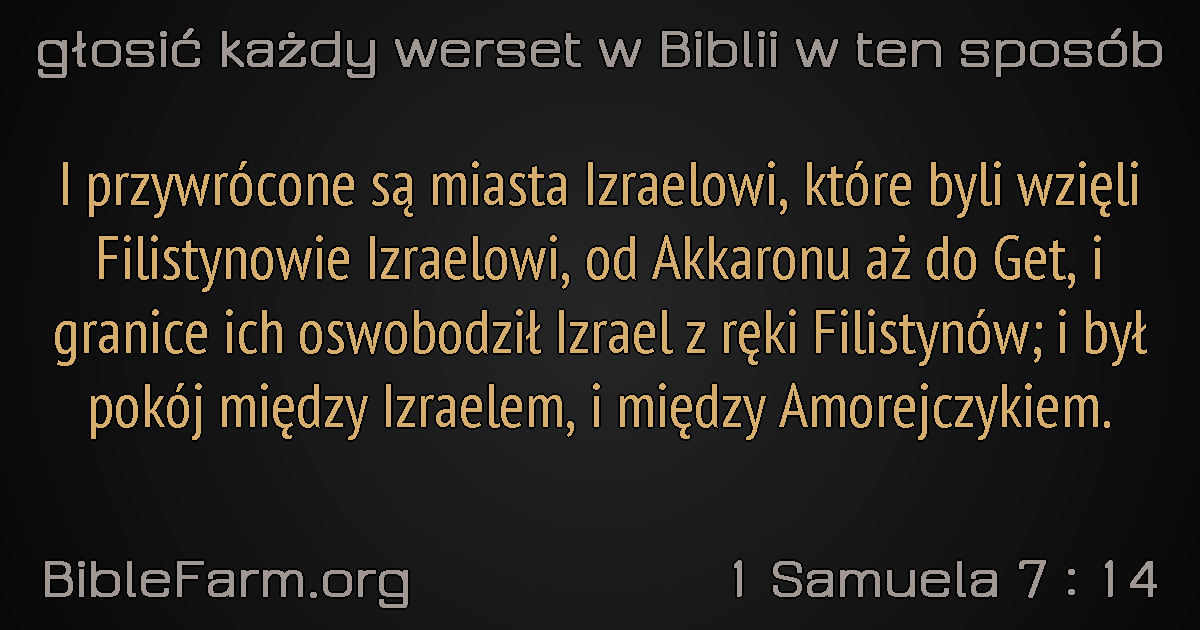 głosić każdy werset w Biblii w ten sposób
I przywrócone są miasta Izraelowi, które byli wzięli
Filistynowie Izraelowi, od Akkaronu aż do Get, i
granice ich oswobodził Izrael z ręki Filistynów; i był
pokój między Izraelem, i między Amorejczykiem.
BibleFarm.org
1 Samuela 7 : 14